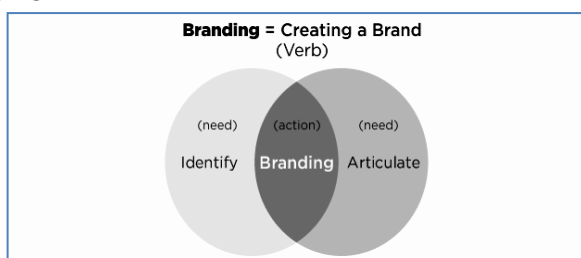 Branding = Creating a Brand
(Verb)
(need) (action) (need)
Identify Branding Articulate